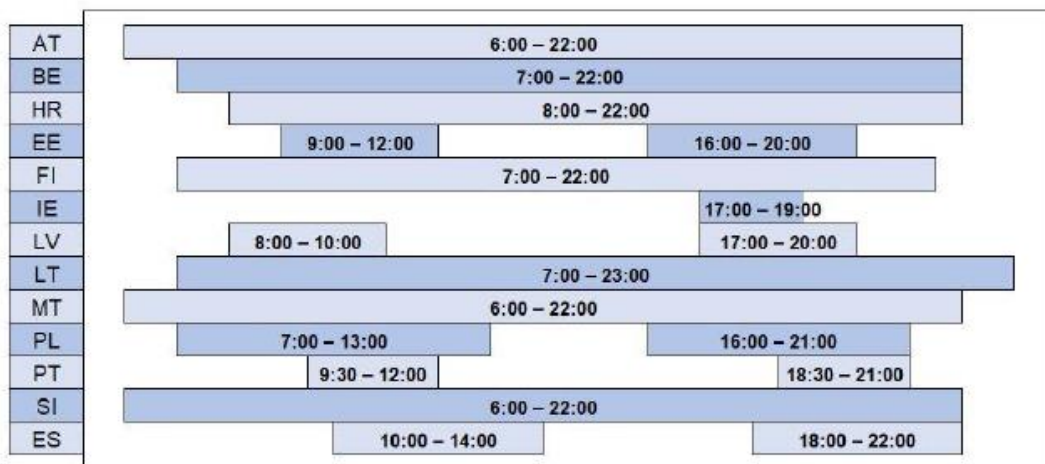 AT 6:00 – 22:00
BE 7:00 – 22:00
HR 8:00 – 22:00
EE 9:00 – 12:00 16:00 – 20:00
FI 7:00 – 22:00
IE 17:00 – 19:00
LV 8:00 – 10:00 17:00 – 20:00
LT 7:00 – 23:00
MT 6:00 – 22:00
PL 7:00 – 13:00 16:00 – 21:00
PT 9:30 – 12:00 18:30 – 21:00
SI 6:00 – 22:00
ES 10:00 – 14:00 18:00 – 22:00